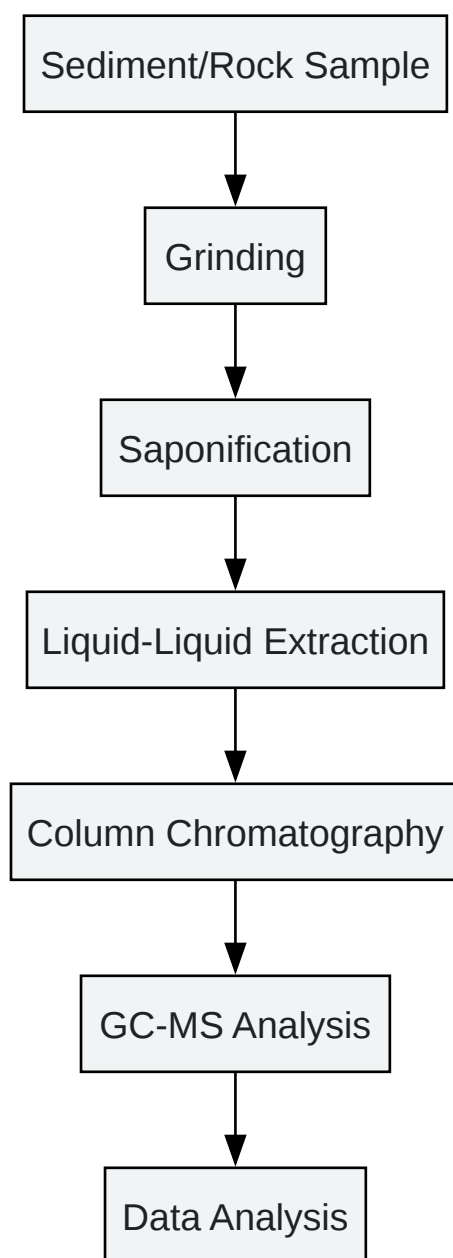 Sediment/Rock Sample
Grinding
Saponification
Liquid-Liquid Extraction
Column Chromatography
GC-MS Analysis
Data Analysis